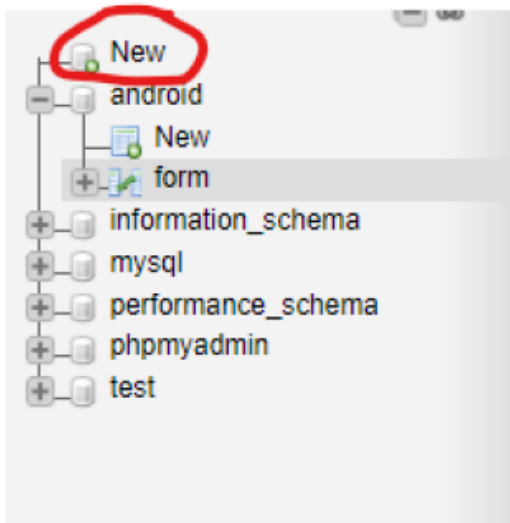 New
android
New
form
information_schema
mysql
performance_schema
phpmyadmin
test